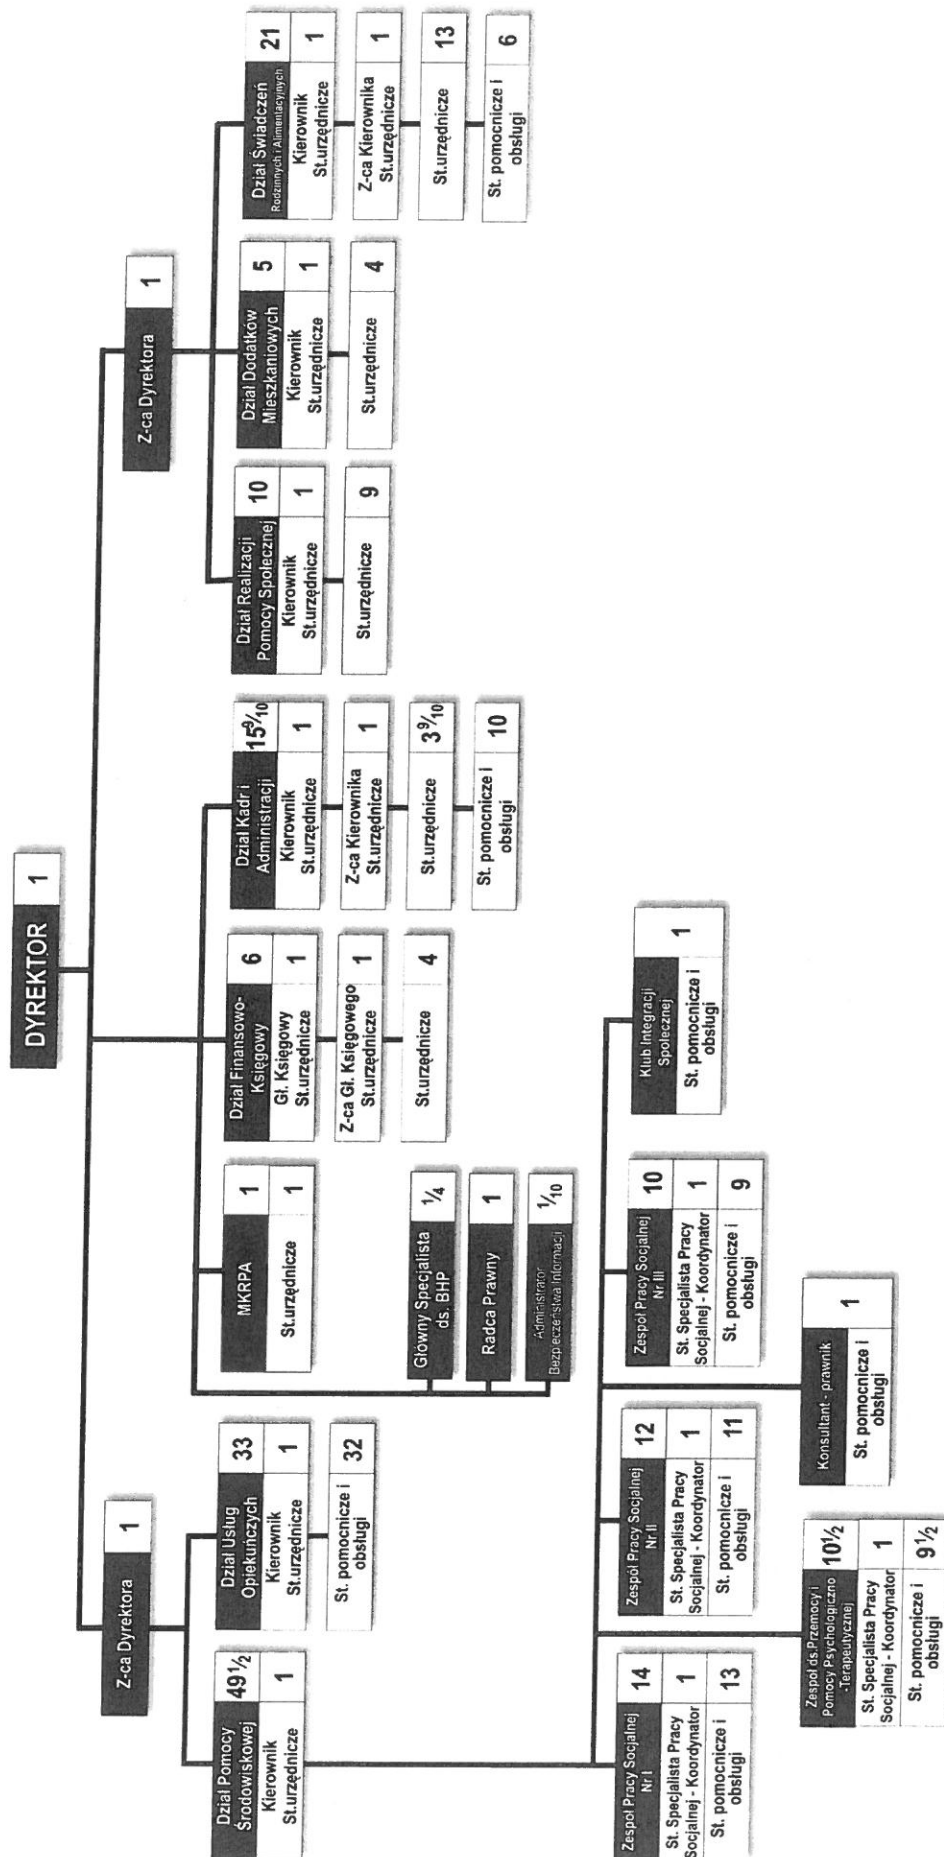 DYREKTOR 1
Z-ca Dyrektora 1
Z-ca Dyrektora 1
Dział Pomocy
Środowiskowej 49 1/2
Kierownik
St.urzędnicze 1
Dział Usług
Opiekuńczych 33
Kierownik
St.urzędnicze 1
St. pomocnicze i
obsługi 32
MKRPA 1
St.urzędnicze 1
Dział Finansowo-
Księgowy 6
Gł. Księgowy
St.urzędnicze 1
Z-ca Gł. Księgowego
St.urzędnicze 1
St.urzędnicze 4
Dział Kadr i
Administracji 15 9/10
Kierownik
St.urzędnicze 1
Z-ca Kierownika
St.urzędnicze 1
St.urzędnicze 3 9/10
St. pomocnicze i
obsługi 10
Główny Specjalista
ds. BHP 1/4
Radca Prawny 1
Administrator
Bezpieczeństwa Informacji 1/10
Dział Realizacji
Pomocy Społecznej 10
Kierownik
St.urzędnicze 1
St.urzędnicze 9
Dział Dodatków
Mieszkaniowych 5
Kierownik
St.urzędnicze 1
St.urzędnicze 4
Dział Świadczeń
Rodzinnych i Alimentacyjnych 21
Kierownik
St.urzędnicze 1
Z-ca Kierownika
St.urzędnicze 1
St.urzędnicze 13
St. pomocnicze i
obsługi 6
Zespół Pracy Socjalnej
Nr I 14
St. Specjalista Pracy
Socjalnej - Koordynator 1
St. pomocnicze i
obsługi 13
Zespół Pracy Socjalnej
Nr II 12
St. Specjalista Pracy
Socjalnej - Koordynator 1
St. pomocnicze i
obsługi 11
Zespół Pracy Socjalnej
Nr III 10
St. Specjalista Pracy
Socjalnej - Koordynator 1
St. pomocnicze i
obsługi 9
Klub Integracji
Społecznej
St. pomocnicze i
obsługi 1
Zespół ds.Przemocy i
Pomocy Psychologiczno
-Terapeutycznej 10 1/2
St. Specjalista Pracy
Socjalnej - Koordynator 1
St. pomocnicze i
obsługi 9 1/2
Konsultant - prawnik
St. pomocnicze i
obsługi 1